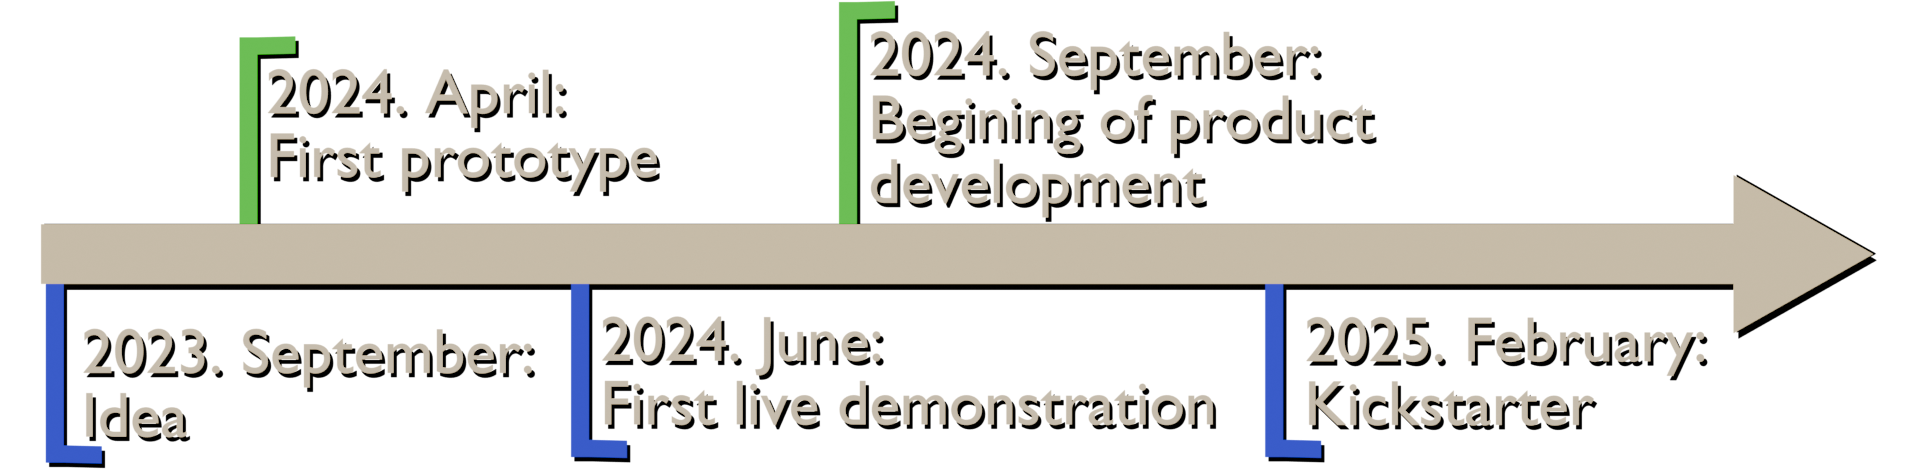 2024. April:
First prototype
2024. September:
Begining of product
development
2023. September:
Idea
2024. June:
First live demonstration
2025. February:
Kickstarter